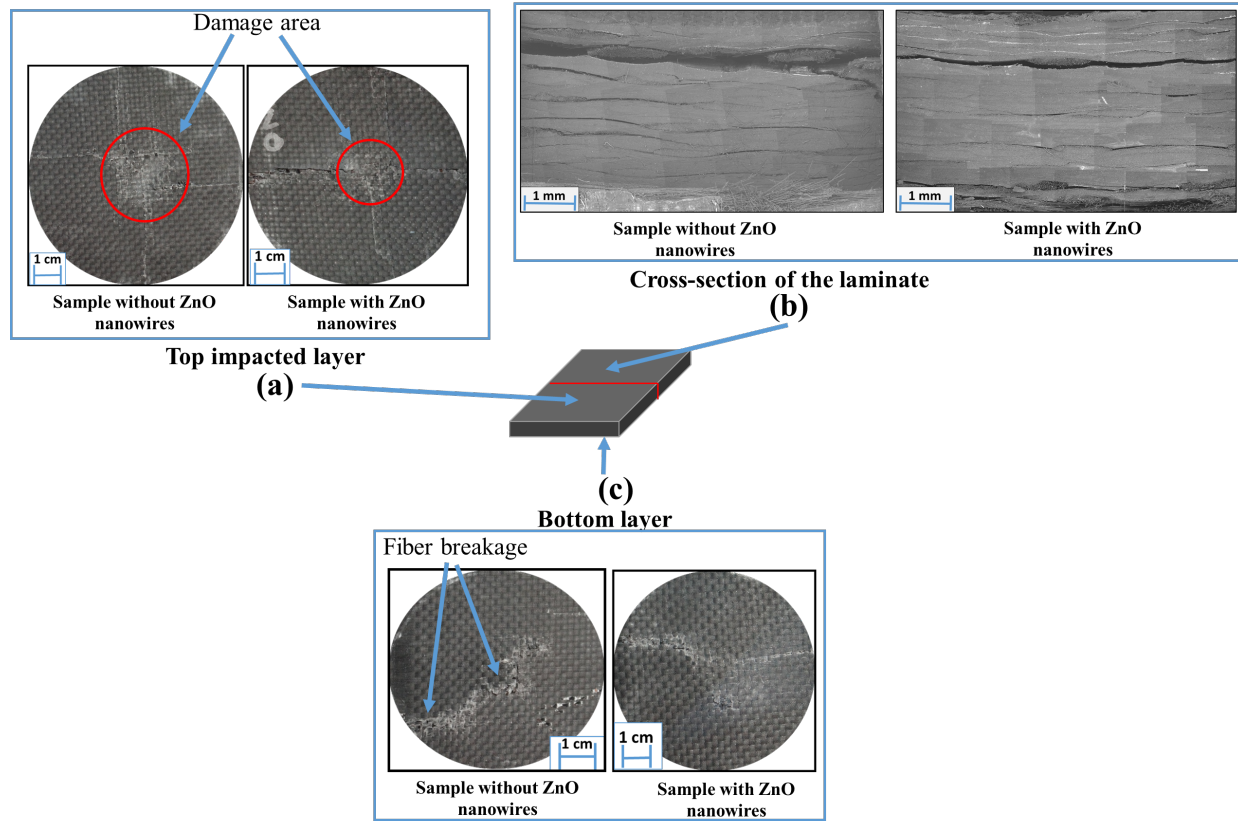 Damage area
1 cm
1 cm
Sample without ZnO
nanowires
Sample with ZnO
nanowires
Top impacted layer
(a)
1 mm
1 mm
Sample without ZnO
nanowires
Sample with ZnO
nanowires
Cross-section of the laminate
(b)
(c)
Bottom layer
Fiber breakage
1 cm
1 cm
Sample without ZnO
nanowires
Sample with ZnO
nanowires